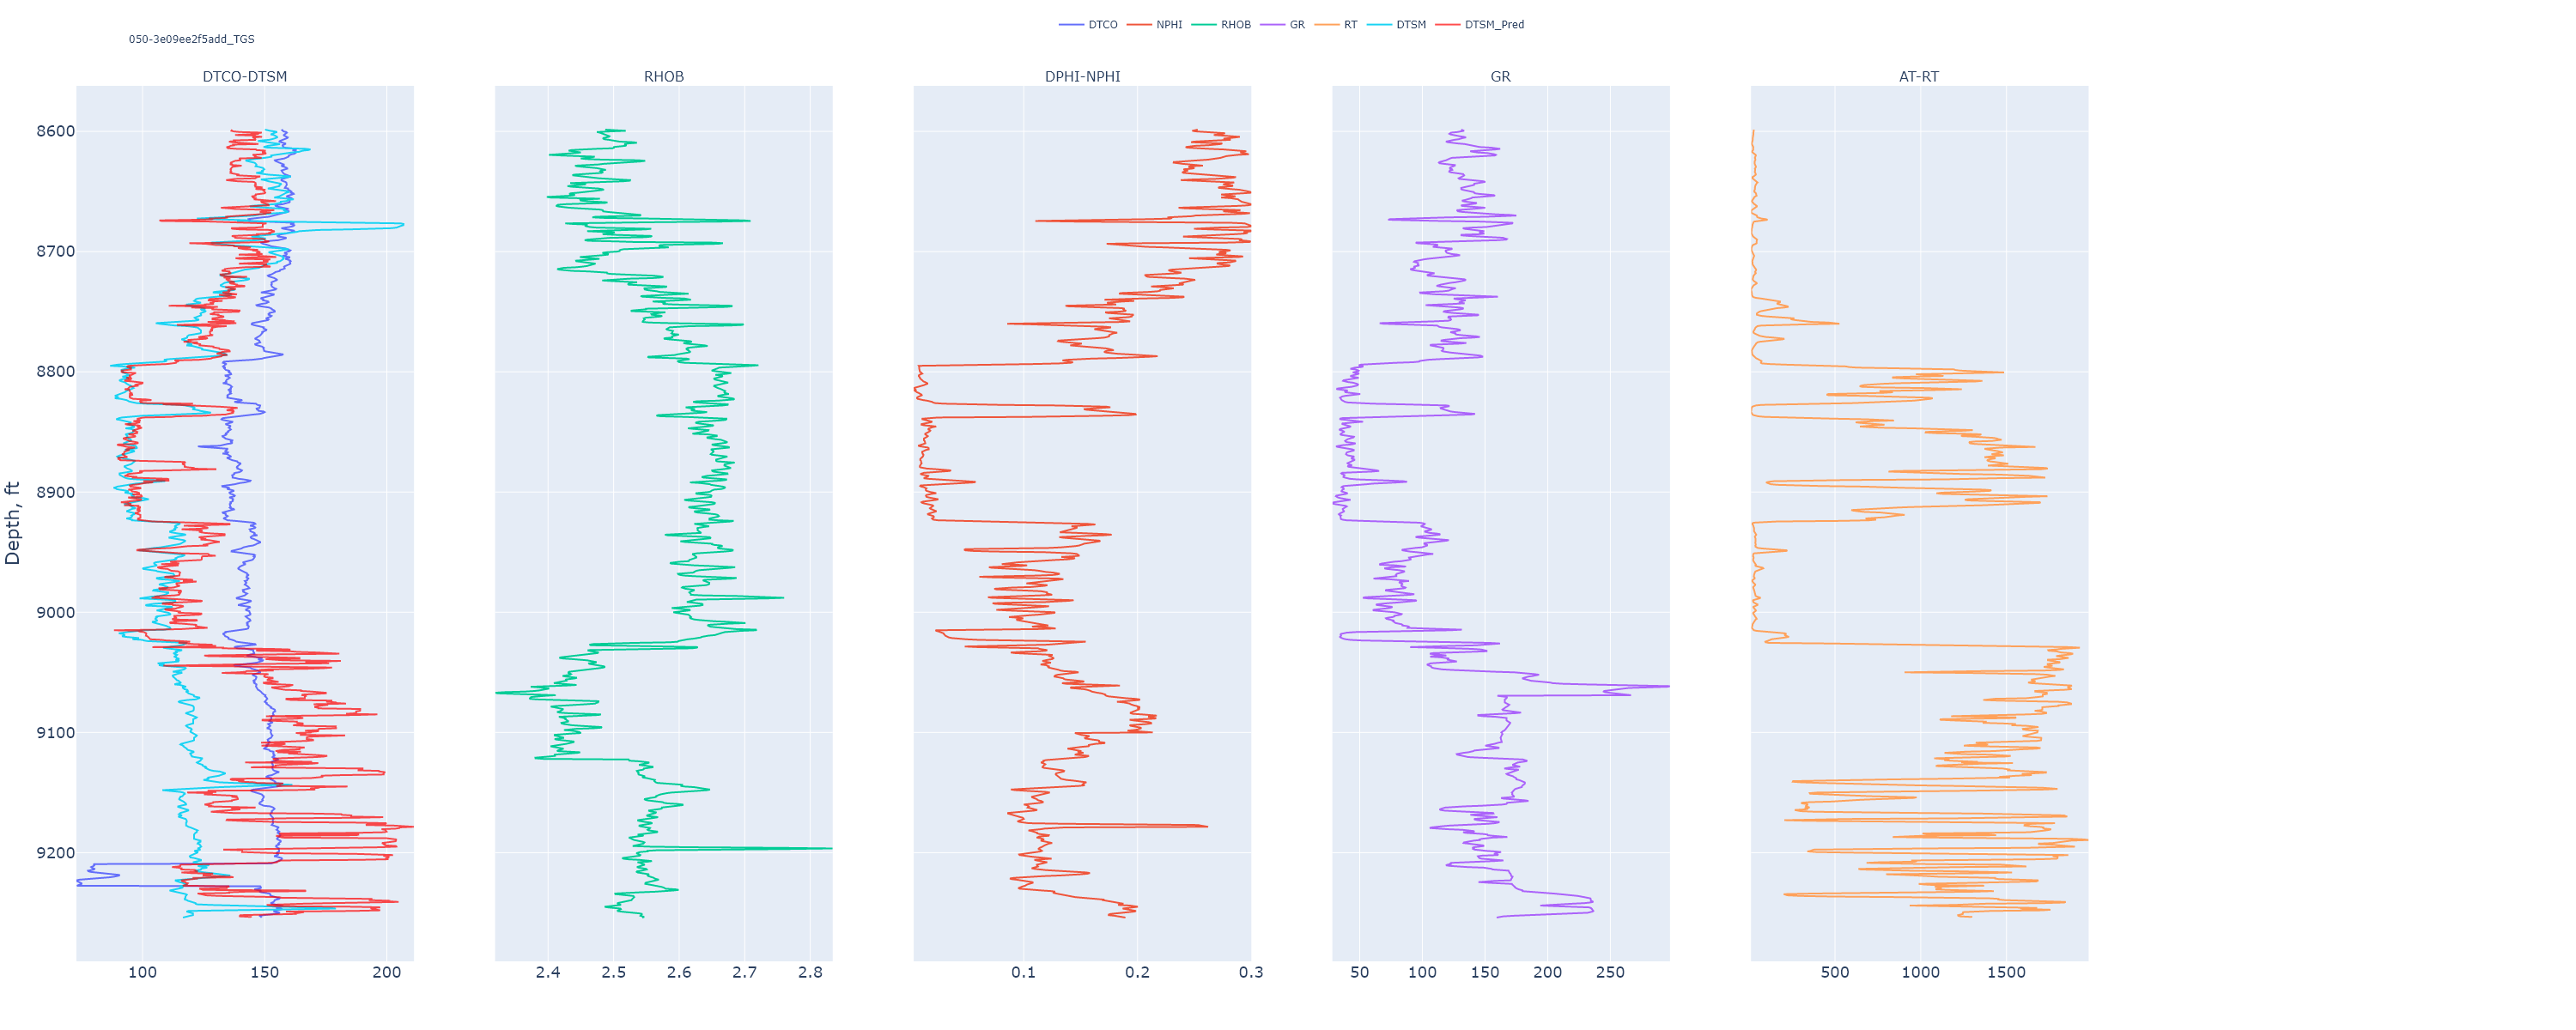 DTCO NPHI RHOB GR RT DTSM DTSM_Pred
050-3e09ee2f5add_TGS
DTCO-DTSM RHOB DPHI-NPHI GR AT-RT
Depth, ft
8600
8700
8800
8900
9000
9100
9200
100 150 200 2.4 2.5 2.6 2.7 2.8 0.1 0.2 0.3 50 100 150 200 250 500 1000 1500